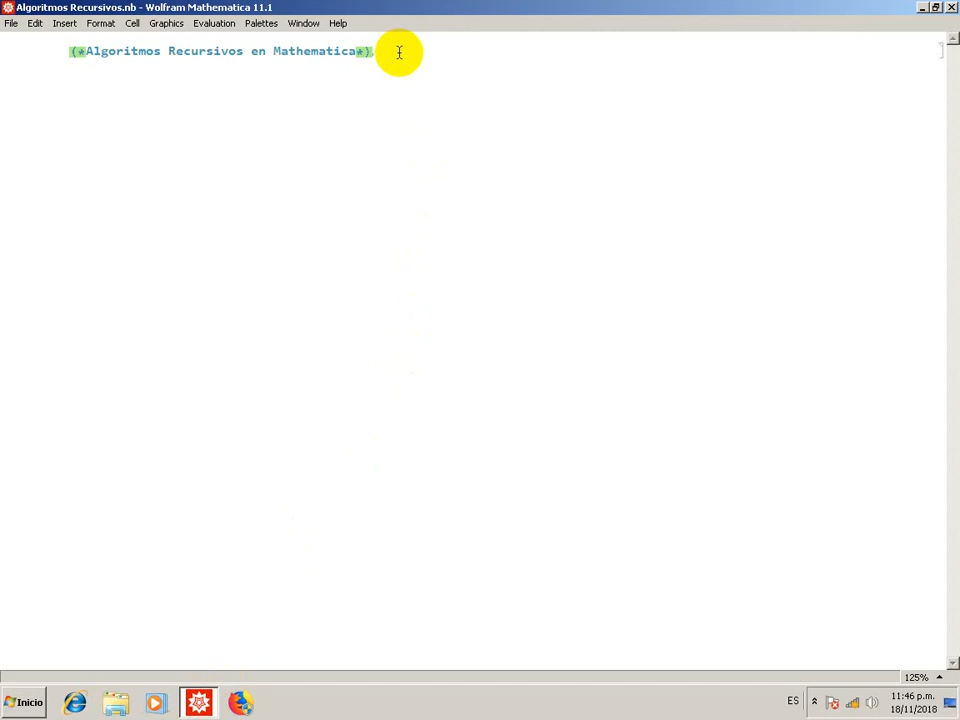 Algoritmos Recursivos.nb - Wolfram Mathematica 11.1
File Edit Insert Format Cell Graphics Evaluation Palettes Window Help
(*Algoritmos Recursivos en Mathematica*)
125%
Inicio
ES
11:46 p.m.
18/11/2018